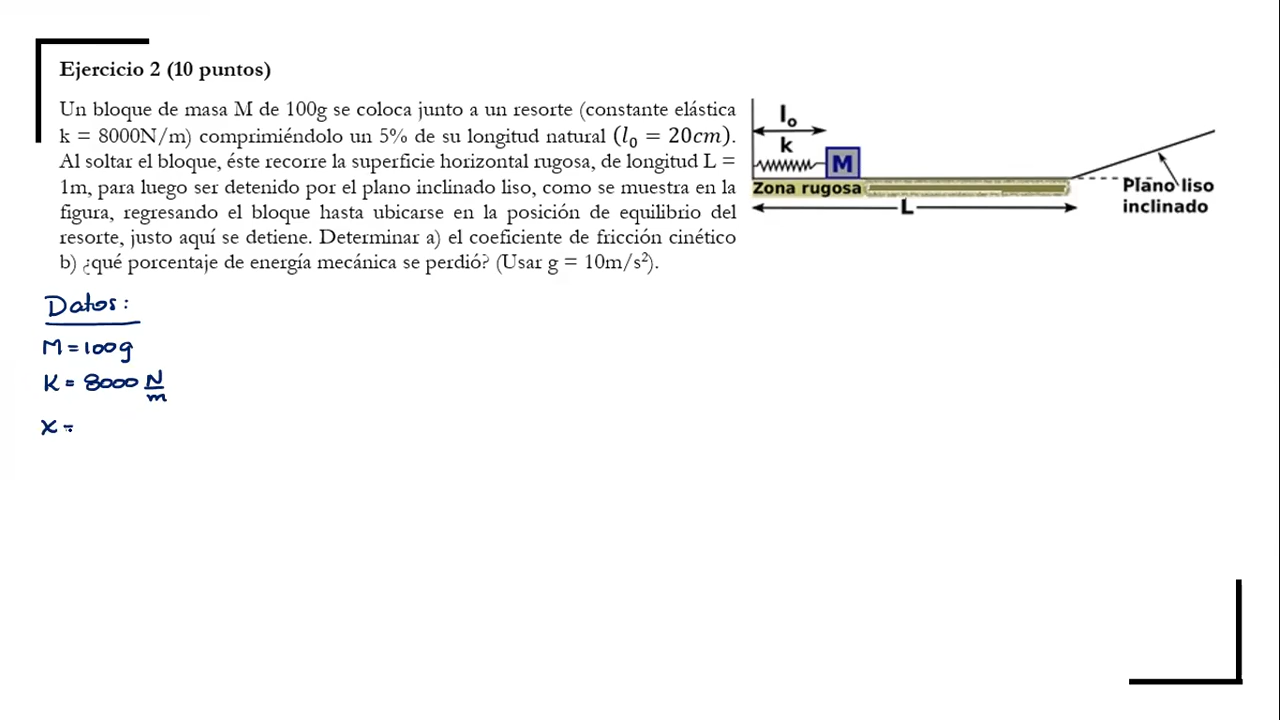 Ejercicio 2 (10 puntos)
Un bloque de masa M de 100g se coloca junto a un resorte (constante elástica
k = 8000N/m) comprimiéndolo un 5% de su longitud natural (l₀ = 20cm).
Al soltar el bloque, éste recorre la superficie horizontal rugosa, de longitud L =
1m, para luego ser detenido por el plano inclinado liso, como se muestra en la
figura, regresando el bloque hasta ubicarse en la posición de equilibrio del
resorte, justo aquí se detiene. Determinar a) el coeficiente de fricción cinético
b) ¿qué porcentaje de energía mecánica se perdió? (Usar g = 10m/s²).
lo
k
M
Zona rugosa
L
Plano liso
inclinado
Datos:
M = 100g
K = 8000 N/m
x =